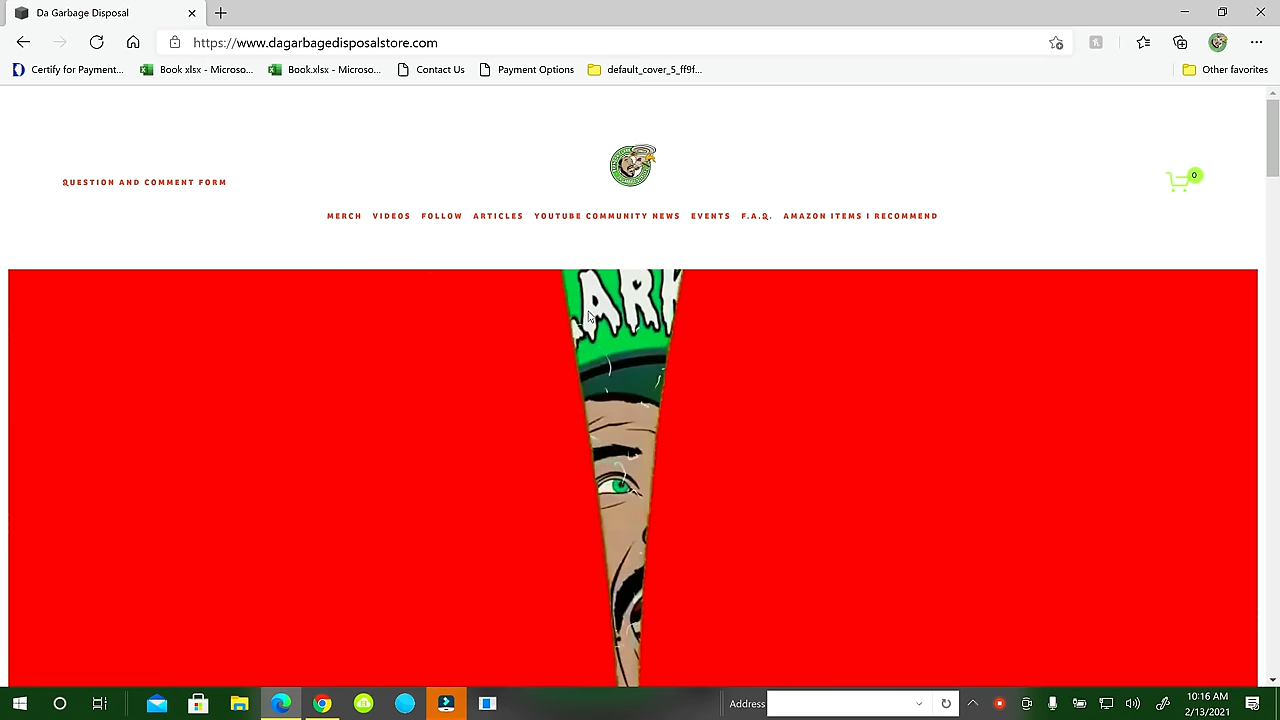 Da Garbage Disposal
https://www.dagarbagedisposalstore.com
Certify for Payment... Book xlsx - Microso... Book.xlsx - Microso... Contact Us Payment Options default_cover_5_ff9f... Other favorites
QUESTION AND COMMENT FORM
0
MERCH VIDEOS FOLLOW ARTICLES YOUTUBE COMMUNITY NEWS EVENTS F.A.Q. AMAZON ITEMS I RECOMMEND
Address
10:16 AM
2/13/2021